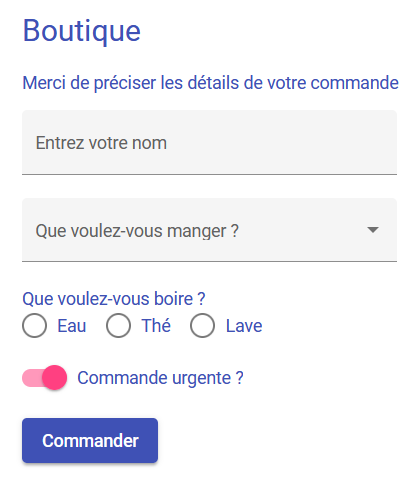 Boutique
Merci de préciser les détails de votre commande
Entrez votre nom
Que voulez-vous manger ?
Que voulez-vous boire ?
Eau Thé Lave
Commande urgente ?
Commander